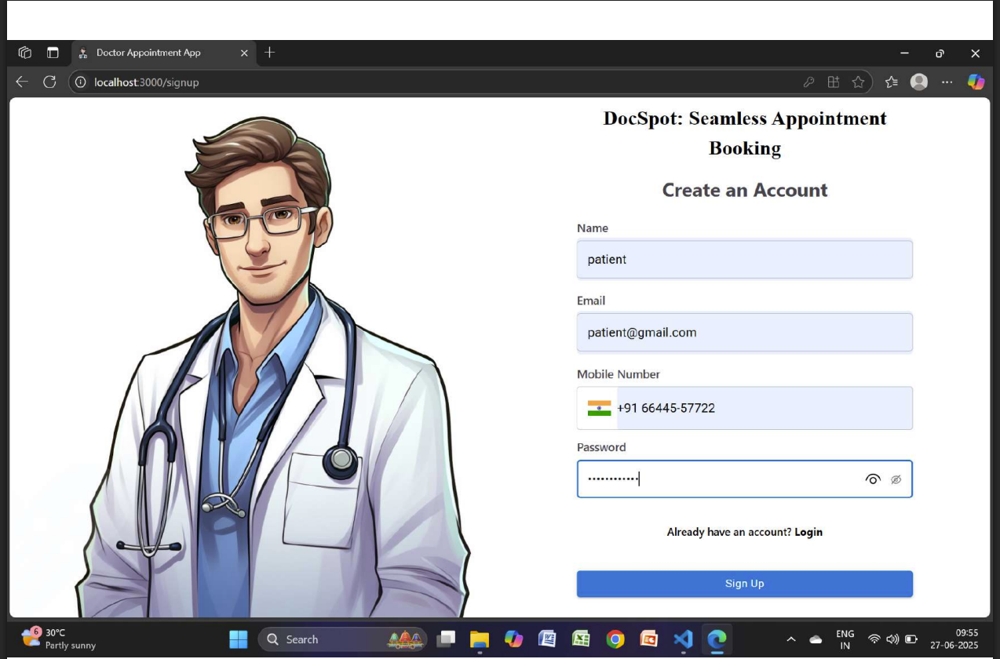 Doctor Appointment App
localhost:3000/signup
DocSpot: Seamless Appointment
Booking
Create an Account
Name
patient
Email
patient@gmail.com
Mobile Number
+91 66445-57722
Password
••••••••••••
Already have an account? Login
Sign Up
6
30°C
Partly sunny
Search
ENG
IN
09:55
27-06-2025